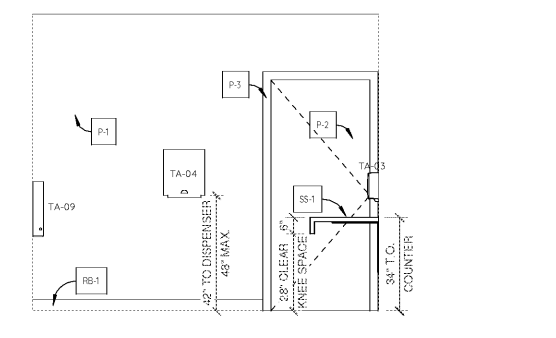 P-3
P-2
P-1
TA-03
TA-04
SS-1
TA-09
6"
42" TO DISPENSER
48" MAX.
28" CLEAR
KNEE SPACE
34" T.O.
COUNTER
RB-1